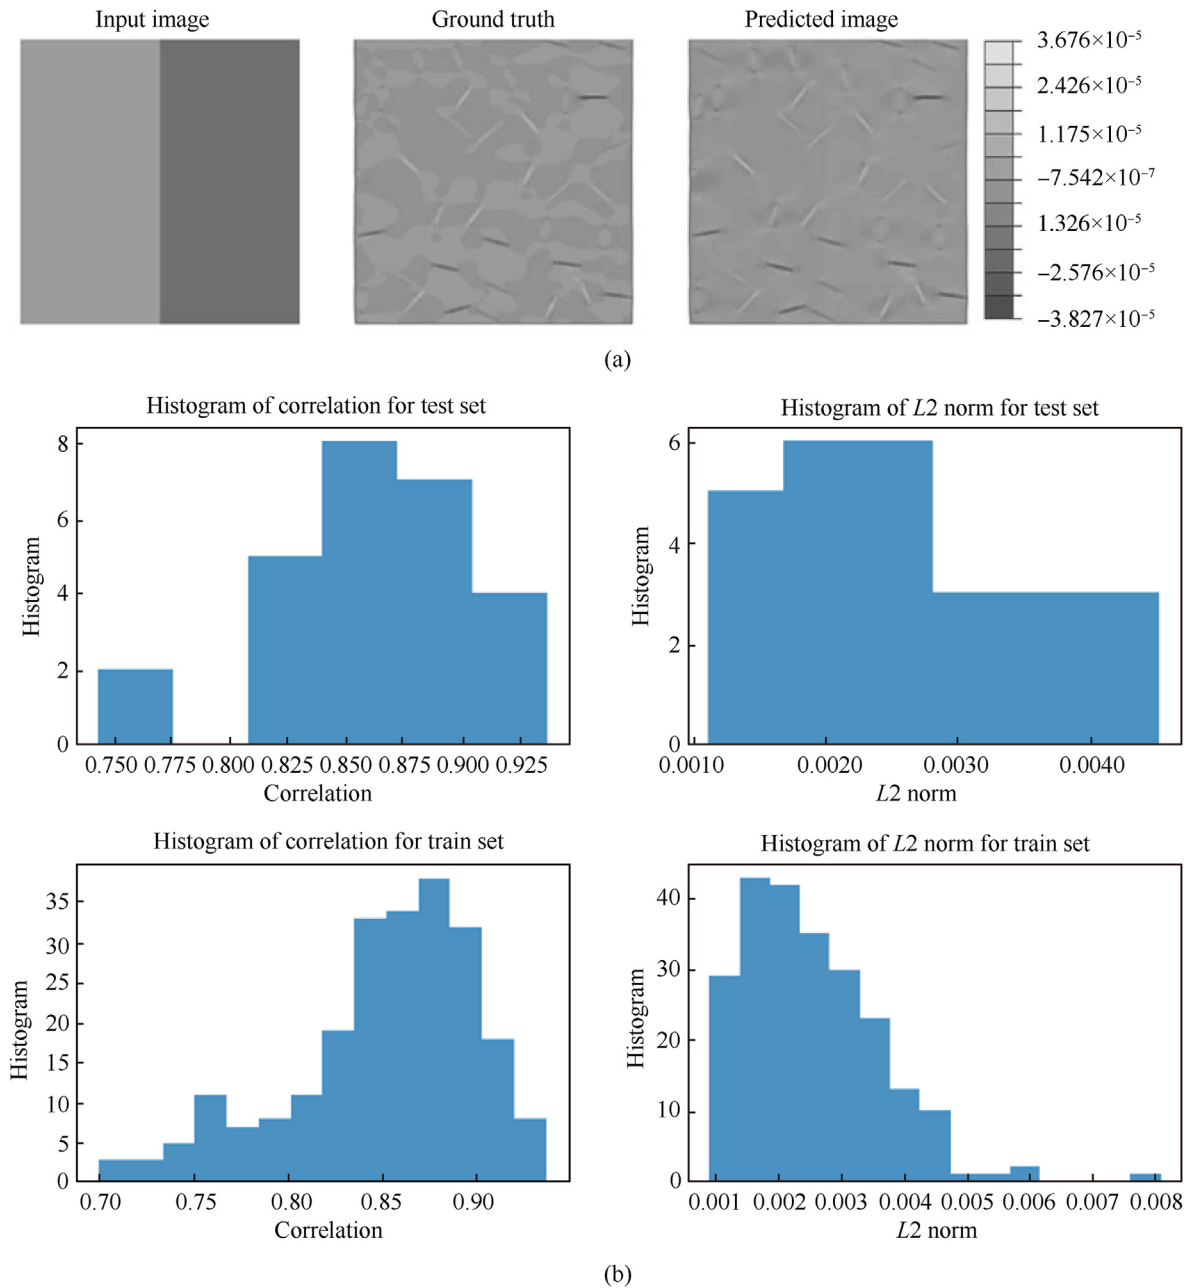 Input image
Ground truth
Predicted image
3.676×10⁻⁵
2.426×10⁻⁵
1.175×10⁻⁵
−7.542×10⁻⁷
1.326×10⁻⁵
−2.576×10⁻⁵
−3.827×10⁻⁵
(a)
Histogram of correlation for test set
Histogram
8
6
4
2
0
0.750 0.775 0.800 0.825 0.850 0.875 0.900 0.925
Correlation
Histogram of L2 norm for test set
Histogram
6
4
2
0
0.0010 0.0020 0.0030 0.0040
L2 norm
Histogram of correlation for train set
Histogram
35
30
25
20
15
10
5
0
0.70 0.75 0.80 0.85 0.90
Correlation
Histogram of L2 norm for train set
Histogram
40
30
20
10
0
0.001 0.002 0.003 0.004 0.005 0.006 0.007 0.008
L2 norm
(b)